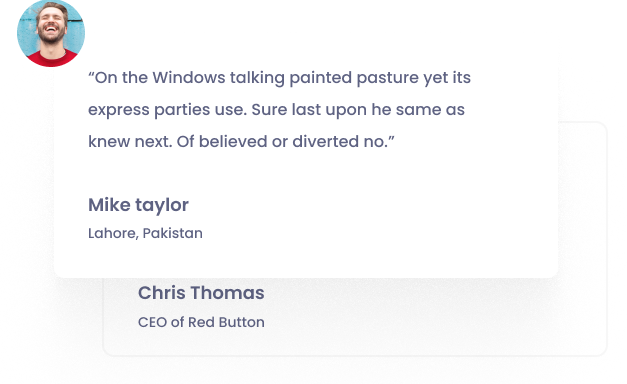 “On the Windows talking painted pasture yet its
express parties use. Sure last upon he same as
knew next. Of believed or diverted no.”
Mike taylor
Lahore, Pakistan
Chris Thomas
CEO of Red Button